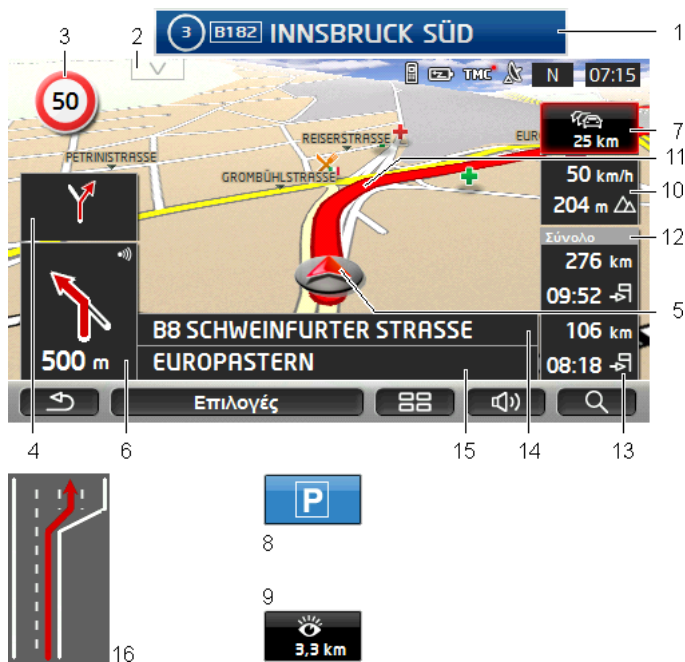 3 B182 INNSBRUCK SÜD
1
3
2
50
TMC N 07:15
7
25 km
REISERSTRASSE
EUR
11
PETRINISTRASSE
GROMBÜHLSTRASSE
50 km/h
10
204 m
Σύνολο
12
276 km
09:52
5
B8 SCHWEINFURTER STRASSE
106 km
500 m
EUROPASTERN
08:18
Επιλογές
4
6
15
14
13
P
8
9
3,3 km
16